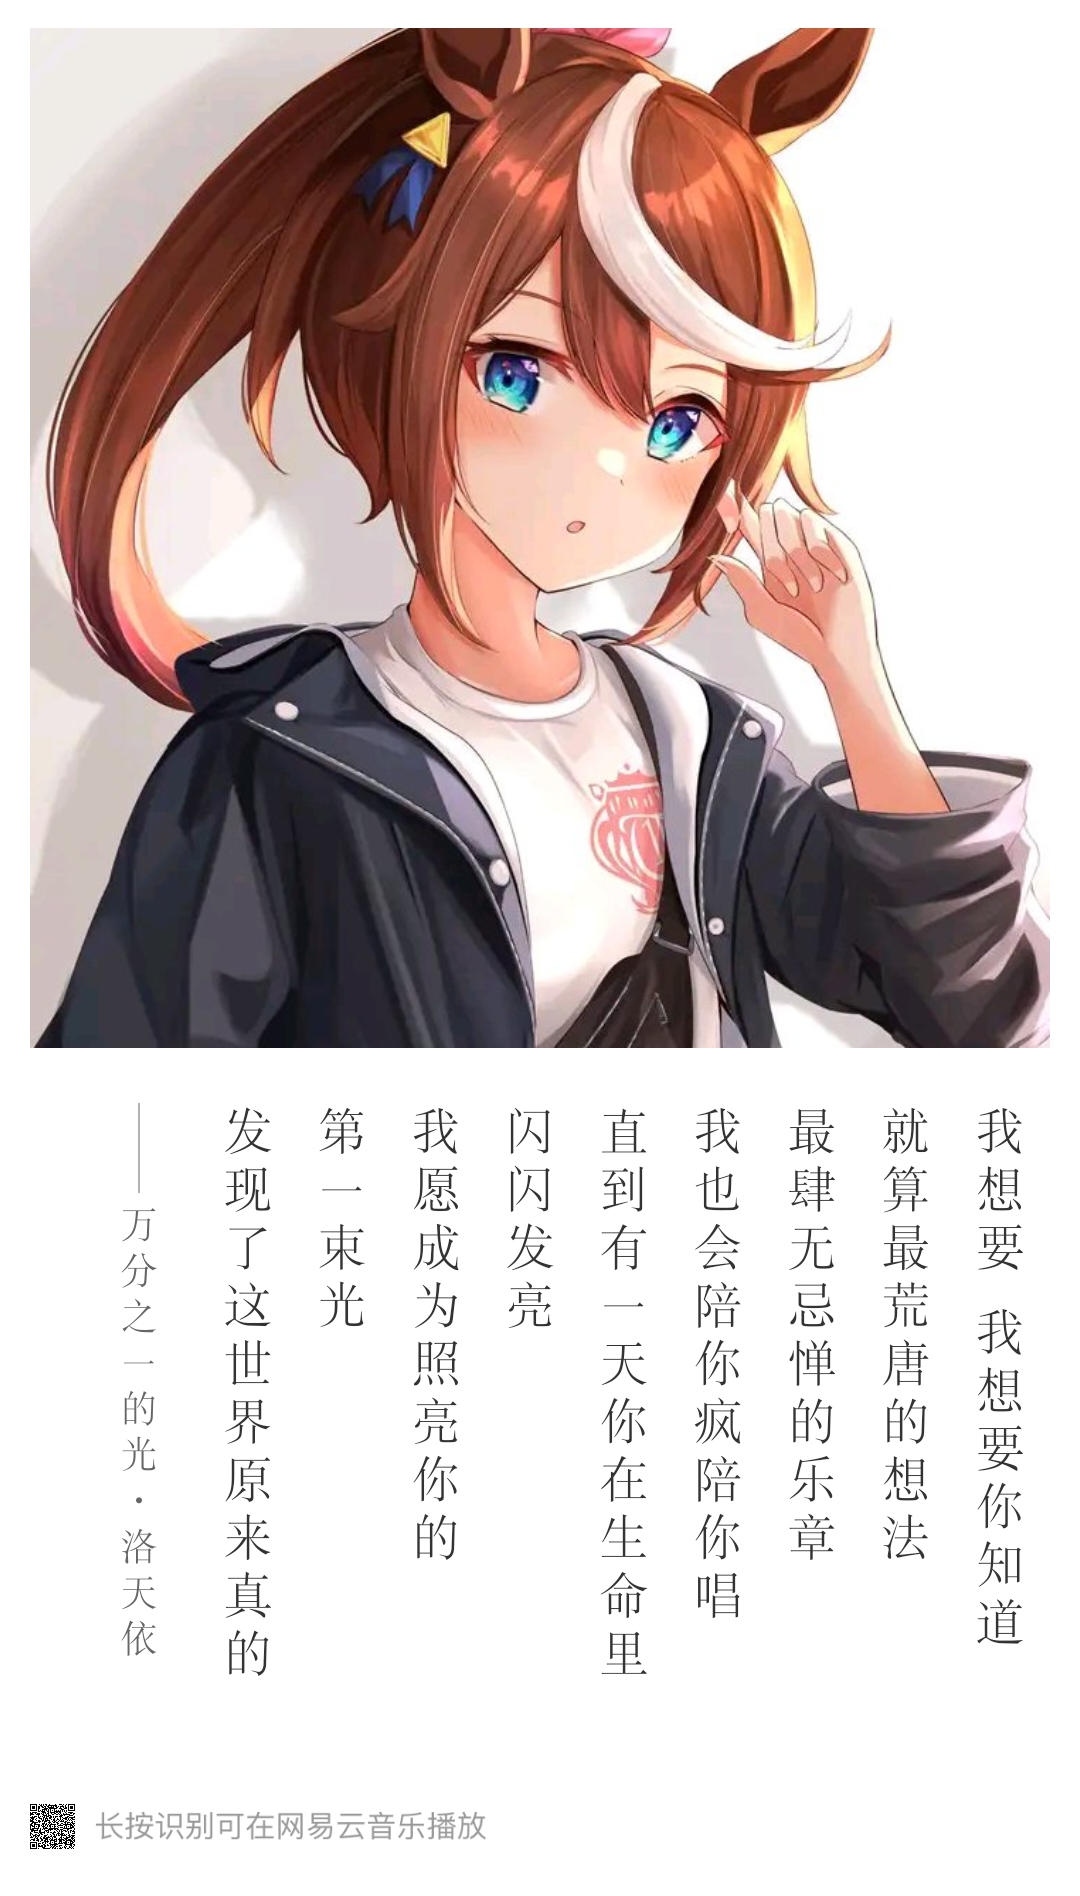 我想要 我想要你知道
就算最荒唐的想法
最肆无忌惮的乐章
我也会陪你疯陪你唱
直到有一天你在生命里
闪闪发亮
我愿成为照亮你的
第一束光
发现了这世界原来真的
——万分之一的光·洛天依
长按识别可在网易云音乐播放